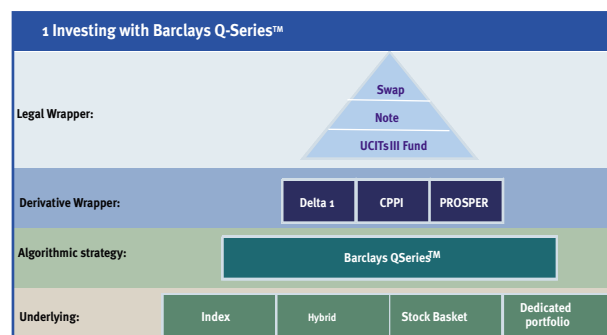 1 Investing with Barclays Q-Series™
Swap
Legal Wrapper: Note
UCITs III Fund
Derivative Wrapper: Delta 1 CPPI PROSPER
Algorithmic strategy: Barclays QSeries™
Underlying: Index Hybrid Stock Basket Dedicated
portfolio